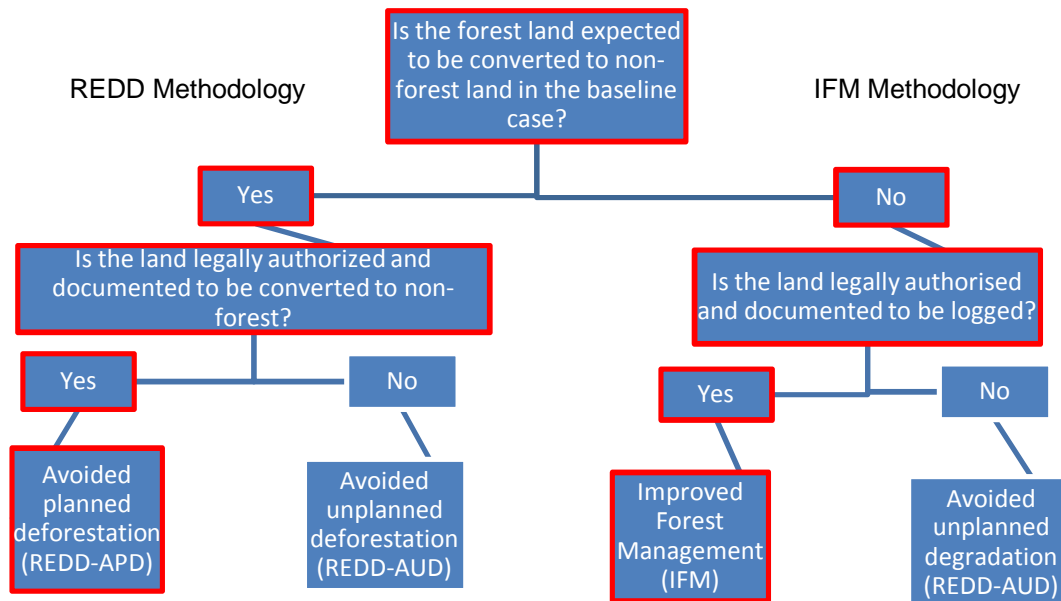 Is the forest land expected
to be converted to non-
forest land in the baseline
case?
REDD Methodology
IFM Methodology
Yes
No
Is the land legally authorized and
documented to be converted to non-
forest?
Is the land legally authorised
and documented to be logged?
Yes
No
Yes
No
Avoided
planned
deforestation
(REDD-APD)
Avoided
unplanned
deforestation
(REDD-AUD)
Improved
Forest
Management
(IFM)
Avoided
unplanned
degradation
(REDD-AUD)